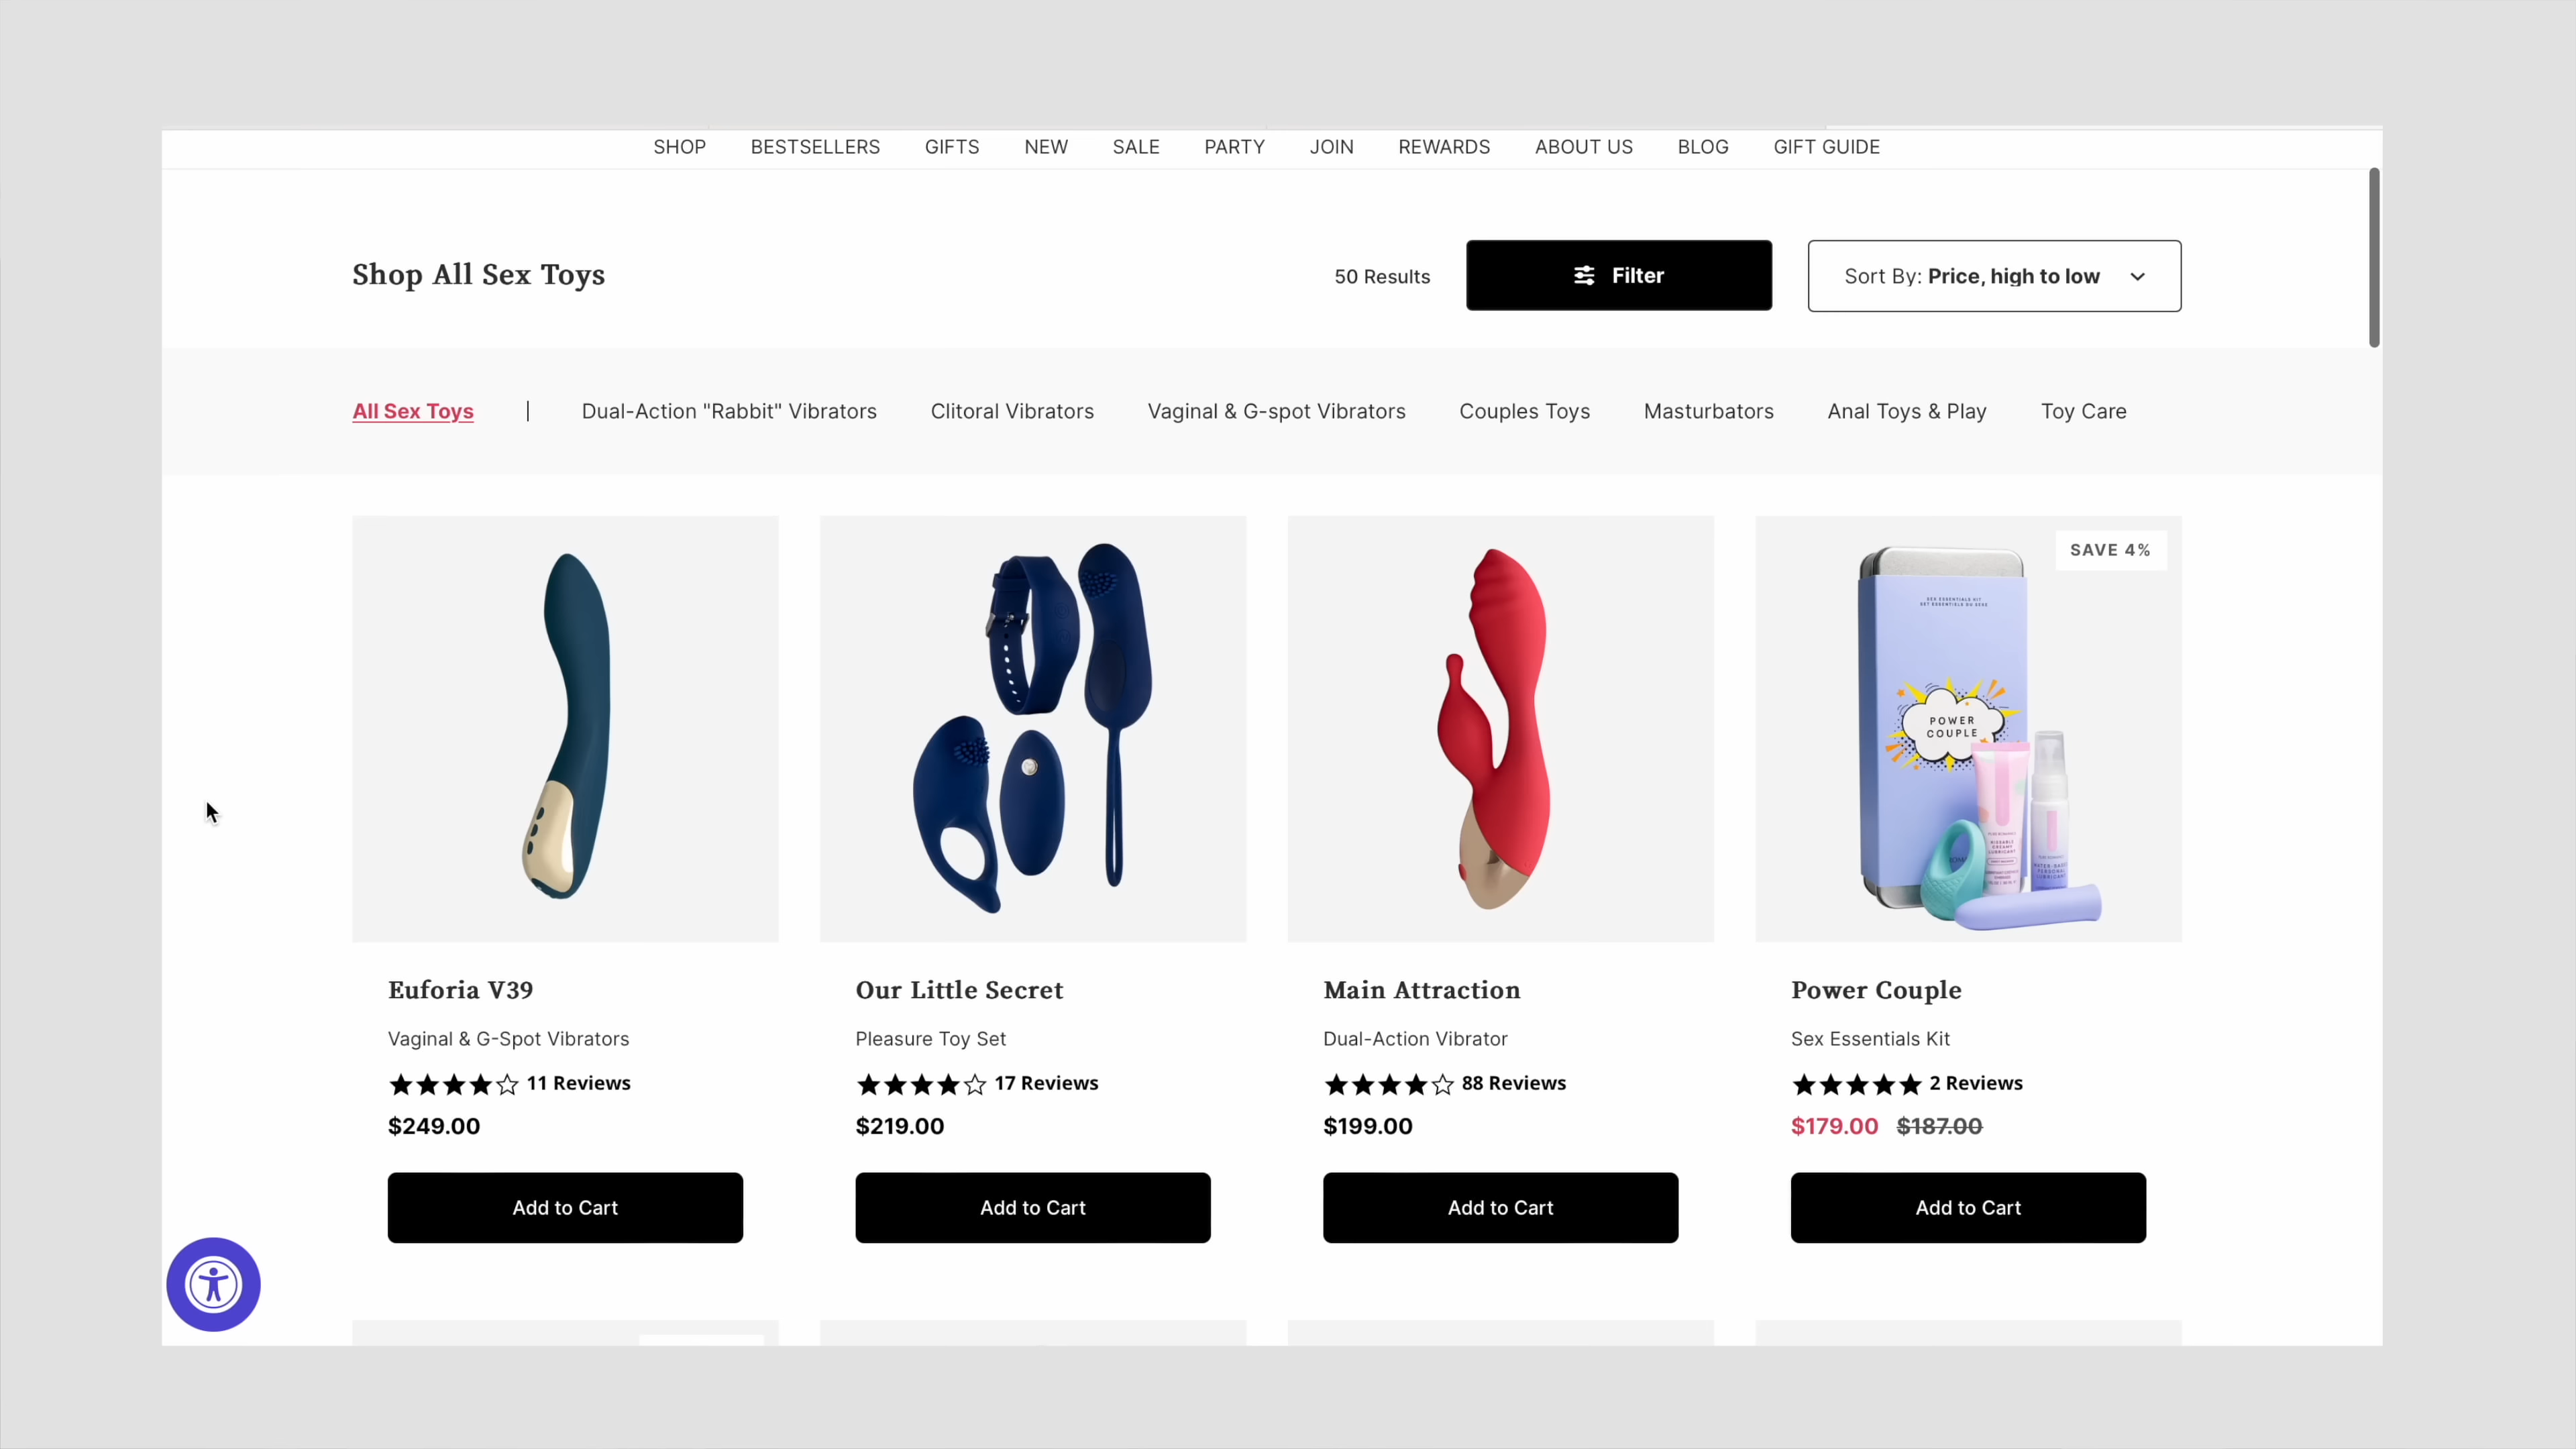 SHOP BESTSELLERS GIFTS NEW SALE PARTY JOIN REWARDS ABOUT US BLOG GIFT GUIDE
Shop All Sex Toys 50 Results Filter Sort By: Price, high to low
All Sex Toys | Dual-Action "Rabbit" Vibrators Clitoral Vibrators Vaginal & G-spot Vibrators Couples Toys Masturbators Anal Toys & Play Toy Care
SAVE 4%
SEX ESSENTIALS KIT
POWER
COUPLE
Euforia V39
Vaginal & G-Spot Vibrators
11 Reviews
$249.00
Add to Cart
Our Little Secret
Pleasure Toy Set
17 Reviews
$219.00
Add to Cart
Main Attraction
Dual-Action Vibrator
88 Reviews
$199.00
Add to Cart
Power Couple
Sex Essentials Kit
2 Reviews
$179.00 $187.00
Add to Cart